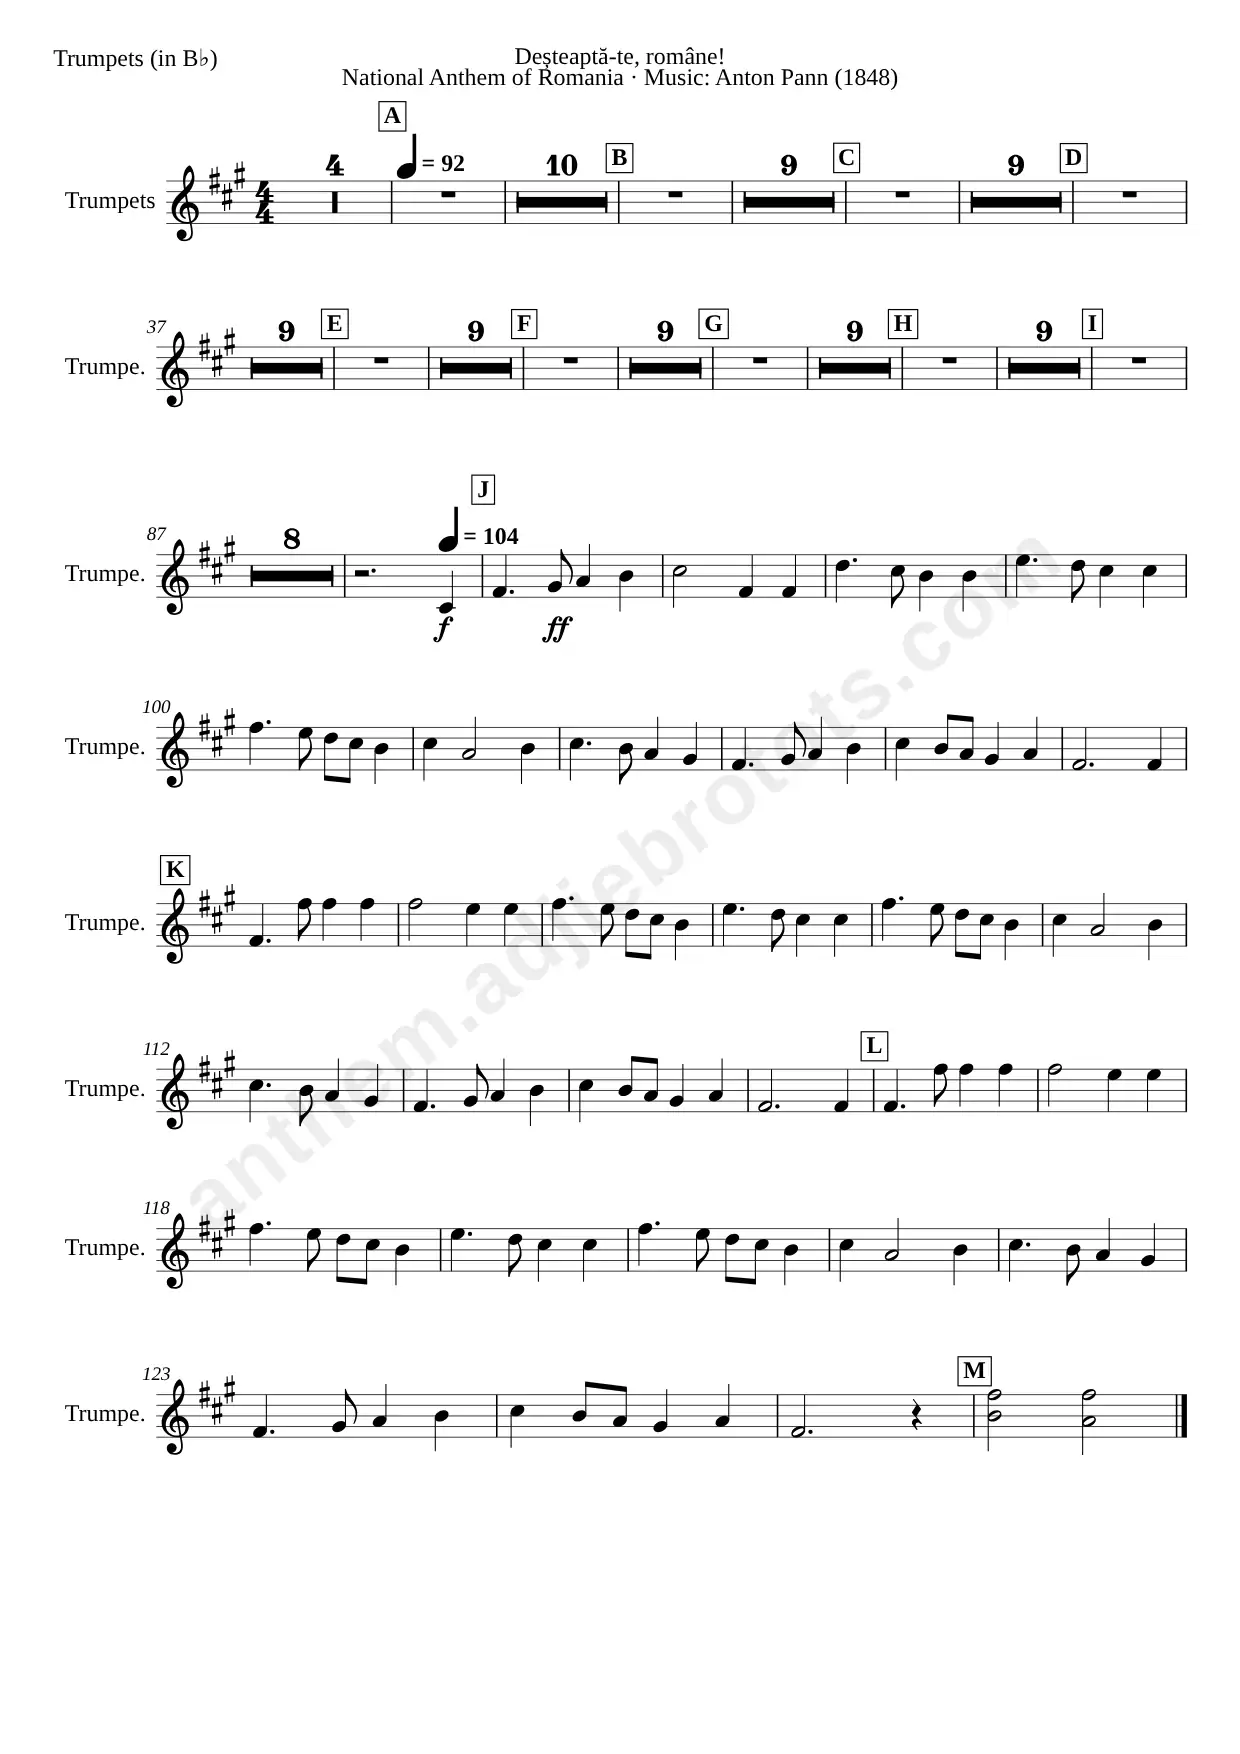 Trumpets (in B♭)
Deșteaptă-te, române!
National Anthem of Romania · Music: Anton Pann (1848)
A
4 = 92 10 B 9 C 9 D
Trumpets 4/4
37 9 E 9 F 9 G 9 H 9 I
Trumpe.
J
87 8 = 104
Trumpe.
f ff
100
Trumpe.
K
Trumpe.
112 L
Trumpe.
118
Trumpe.
123 M
Trumpe.
anthem.adjiebrotots.com